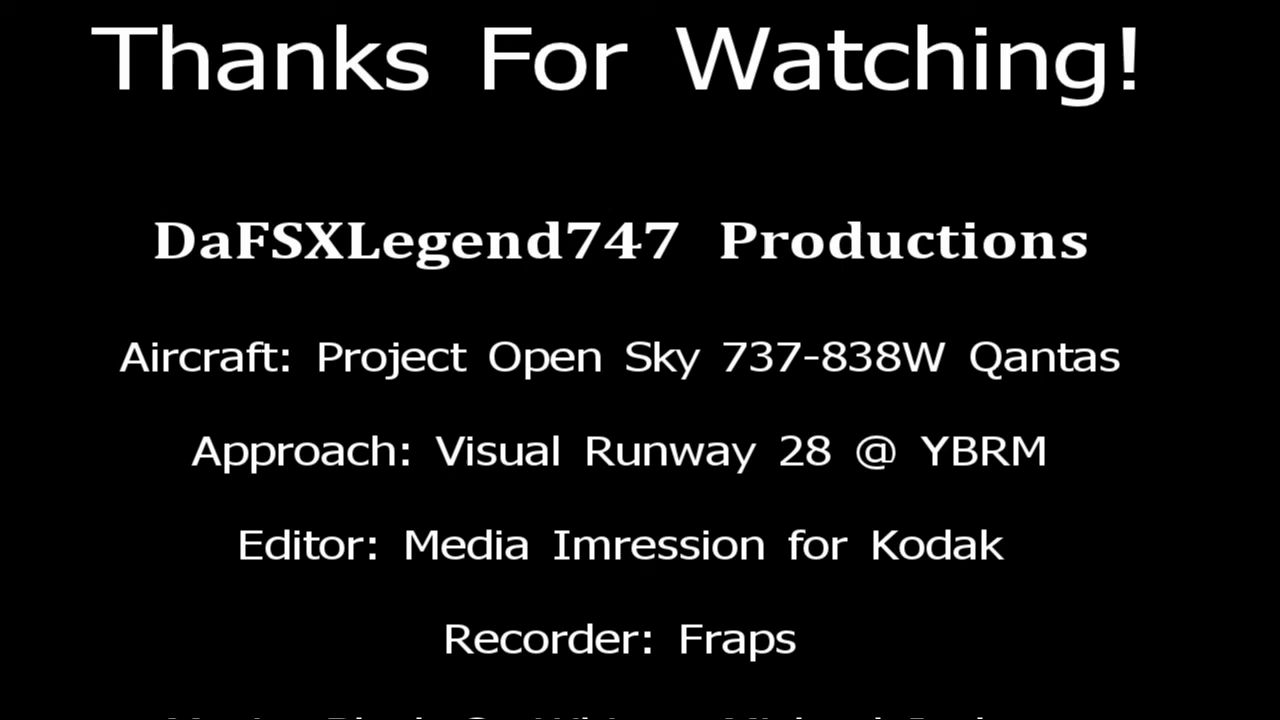 Thanks For Watching!
DaFSXLegend747 Productions
Aircraft: Project Open Sky 737-838W Qantas
Approach: Visual Runway 28 @ YBRM
Editor: Media Imression for Kodak
Recorder: Fraps